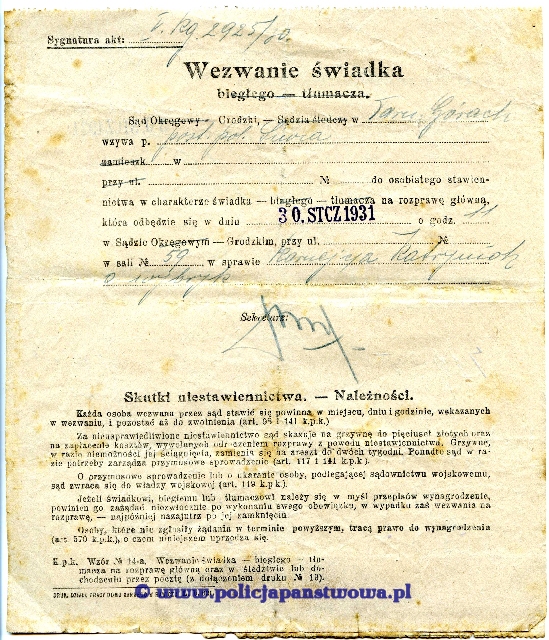 Sygnatura akt: V. Kg. 2925/30.
Wezwanie świadka
biegłego — tłumacza.
Sąd Okręgowy — Grodzki, — Sędzia śledczy w Tarn. Górach
wzywa p. post. pol.
zamieszk. w
przy ul. № do osobistego stawien-
nictwa w charakterze świadka — biegłego — tłumacza na rozprawę główną,
która odbędzie się w dniu 30. STCZ 1931 o godz. 11
w Sądzie Okręgowym — Grodzkim, przy ul. №
w sali № 59 w sprawie
o
Sekretarz:
Skutki niestawiennictwa. — Należności.
Każda osoba wezwana przez sąd stawić się powinna w miejscu, dniu i godzinie, wskazanych
w wezwaniu, i pozostać aż do zwolnienia (art. 95 i 141 k.p.k.)
Za nieusprawiedliwione niestawiennictwo sąd skazuje na grzywnę do pięciuset złotych oraz
na zapłacenie kosztów, wywołanych odroczeniem rozprawy z powodu niestawiennictwa. Grzywnę,
w razie niemożności jej ściągnięcia, zamienia się na areszt do dwóch tygodni. Ponadto sąd w
razie potrzeby zarządza przymusowe sprowadzenie (art. 117 i 141 k.p.k.)
O przymusowe sprowadzenie lub o ukaranie osoby, podlegającej sądownictwu wojskowemu,
sąd zwraca się do władzy wojskowej (art. 119 k.p.k.)
Jeżeli świadkowi, biegłemu lub tłumaczowi należy się w myśl przepisów wynagrodzenie,
powinien go zażądać niezwłocznie po wykonaniu swego obowiązku, w wypadku zaś wezwania na
rozprawę, — najpóźniej nazajutrz po jej zamknięciu.
Osoby, które nie zgłosiły żądania w terminie powyższym, tracą prawo do wynagrodzenia
(art. 570 k.p.k.), o czem niniejszem uprzedza się.
K.p.k. Wzór № 14-a. Wezwanie świadka — biegłego — tłu-
macza na rozprawę główną oraz w śledztwie lub do-
chodzeniu przez pocztę (z dołączeniem druku № 13).
© www.policjapanstwowa.pl